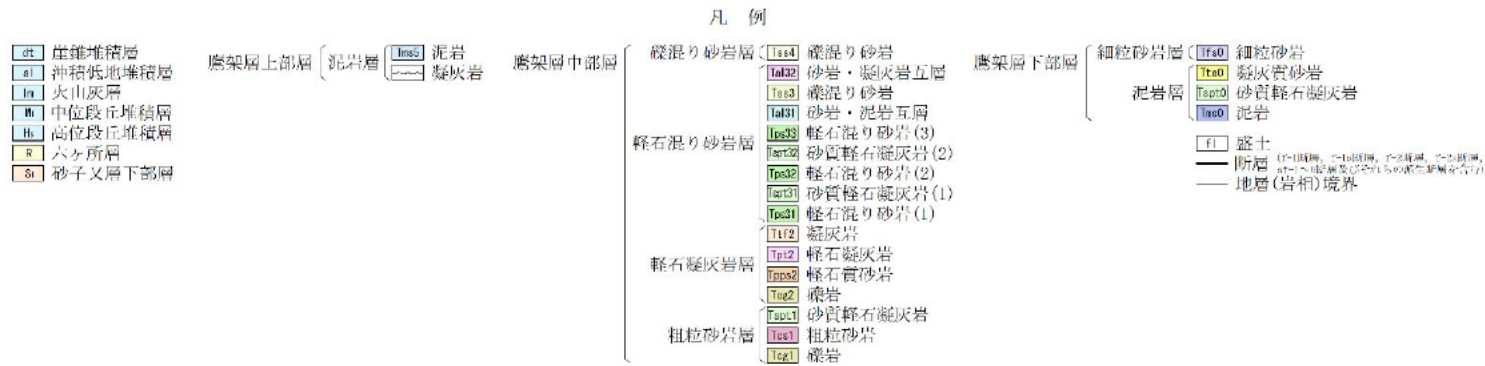 凡 例
dt 崖錐堆積層
al 沖積低地堆積層
lm 火山灰層
M 中位段丘堆積層
H 高位段丘堆積層
R 六ヶ所層
S 砂子又層下部層
鷹架層上部層
泥岩層
Tms5 泥岩
凝灰岩
鷹架層中部層
礫混り砂岩層
Tss4 礫混り砂岩
軽石混り砂岩層
Tal32 砂岩・凝灰岩互層
Tss3 礫混り砂岩
Tal31 砂岩・泥岩互層
Tps33 軽石混り砂岩(3)
Tspt32 砂質軽石凝灰岩(2)
Tps32 軽石混り砂岩(2)
Tspt31 砂質軽石凝灰岩(1)
Tps31 軽石混り砂岩(1)
軽石凝灰岩層
Ttf2 凝灰岩
Tpt2 軽石凝灰岩
Tpps2 軽石質砂岩
Tcg2 礫岩
粗粒砂岩層
Tspt1 砂質軽石凝灰岩
Tcs1 粗粒砂岩
Tcg1 礫岩
鷹架層下部層
細粒砂岩層
Tfs0 細粒砂岩
泥岩層
Tts0 凝灰質砂岩
Tspt0 砂質軽石凝灰岩
Tms0 泥岩
fl 盛土
断層
地層(岩相)境界